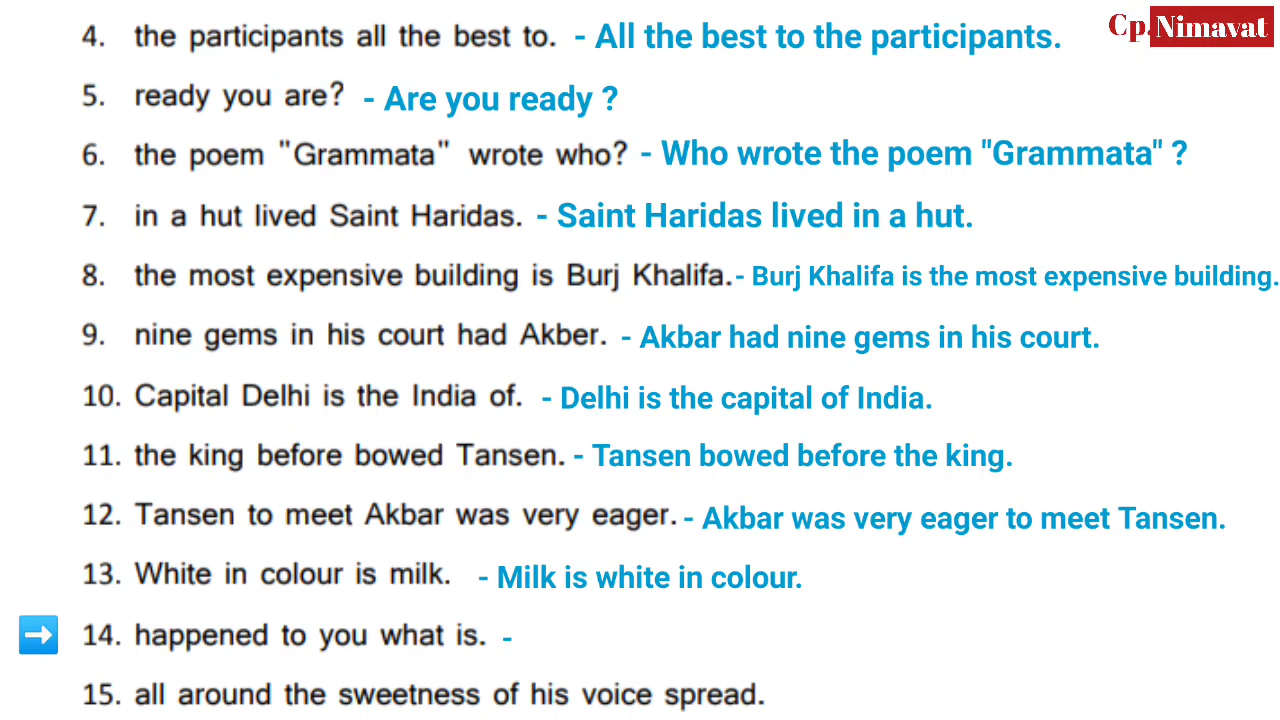 4. the participants all the best to. - All the best to the participants.
Cp. Nimavat
5. ready you are? - Are you ready ?
6. the poem "Grammata" wrote who? - Who wrote the poem "Grammata" ?
7. in a hut lived Saint Haridas. - Saint Haridas lived in a hut.
8. the most expensive building is Burj Khalifa. - Burj Khalifa is the most expensive building.
9. nine gems in his court had Akber. - Akbar had nine gems in his court.
10. Capital Delhi is the India of. - Delhi is the capital of India.
11. the king before bowed Tansen. - Tansen bowed before the king.
12. Tansen to meet Akbar was very eager. - Akbar was very eager to meet Tansen.
13. White in colour is milk. - Milk is white in colour.
14. happened to you what is. -
15. all around the sweetness of his voice spread.